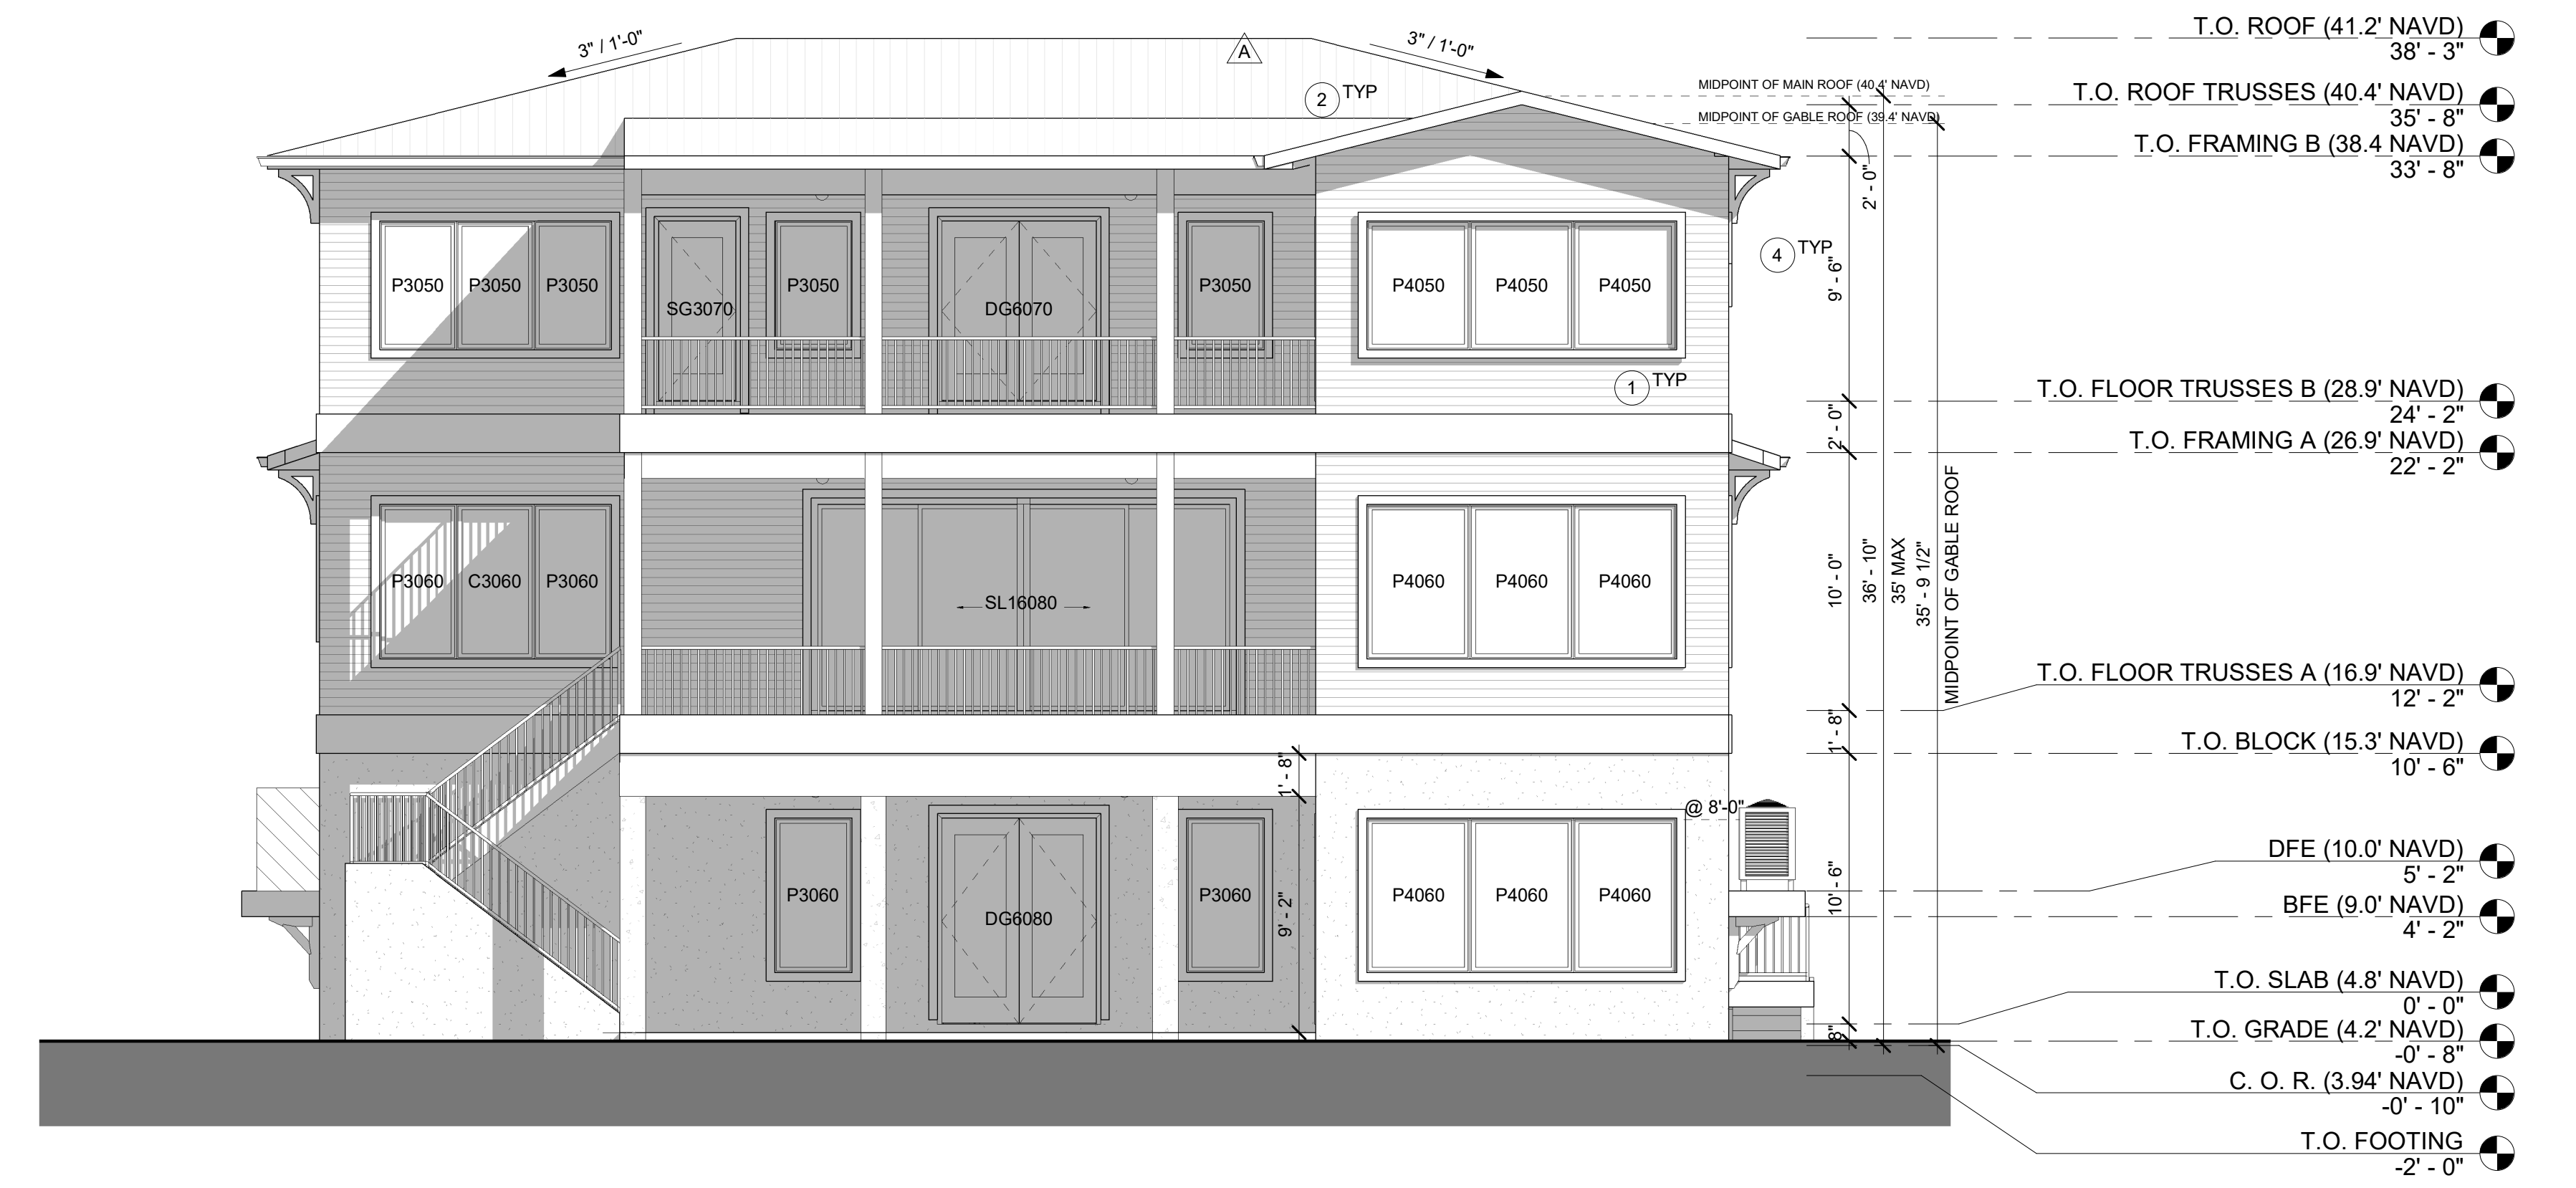 3" / 1'-0"
A
3" / 1'-0"
2 TYP
MIDPOINT OF MAIN ROOF (40.4' NAVD)
MIDPOINT OF GABLE ROOF (39.4' NAVD)
T.O. ROOF (41.2' NAVD)
38' - 3"
T.O. ROOF TRUSSES (40.4' NAVD)
35' - 8"
T.O. FRAMING B (38.4 NAVD)
33' - 8"
2' - 0"
4 TYP
9' - 6"
P3050 P3050 P3050
SG3070
P3050
DG6070
P3050
P4050 P4050 P4050
1 TYP
T.O. FLOOR TRUSSES B (28.9' NAVD)
24' - 2"
2' - 0"
T.O. FRAMING A (26.9' NAVD)
22' - 2"
P3060 C3060 P3060
SL16080
P4060 P4060 P4060
10' - 0"
36' - 10"
35' MAX
35' - 9 1/2"
MIDPOINT OF GABLE ROOF
T.O. FLOOR TRUSSES A (16.9' NAVD)
12' - 2"
1' - 8"
T.O. BLOCK (15.3' NAVD)
10' - 6"
1' - 8"
@ 8'-0"
P3060
DG6080
P3060
9' - 2"
P4060 P4060 P4060
10' - 6"
DFE (10.0' NAVD)
5' - 2"
BFE (9.0' NAVD)
4' - 2"
T.O. SLAB (4.8' NAVD)
0' - 0"
8"
T.O. GRADE (4.2' NAVD)
-0' - 8"
C. O. R. (3.94' NAVD)
-0' - 10"
T.O. FOOTING
-2' - 0"